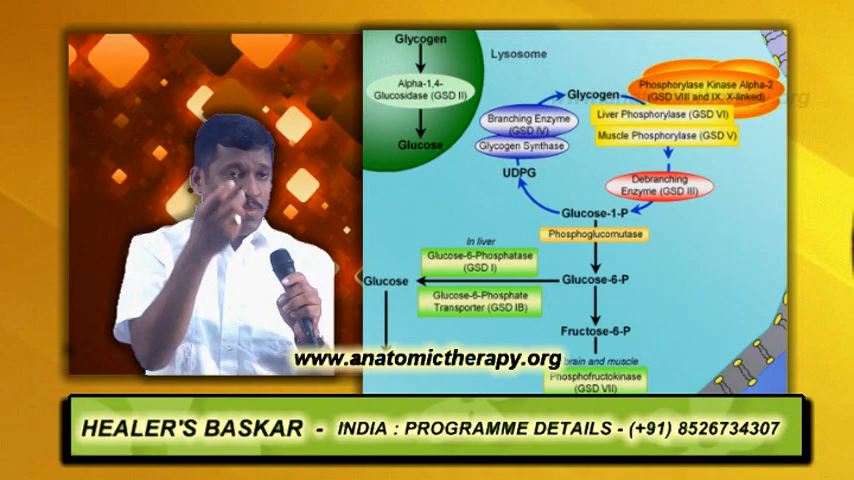 Glycogen
Lysosome
Alpha-1,4-
Glucosidase (GSD II)
Glucose
Glycogen
Phosphorylase Kinase Alpha-2
(GSD VIII and IX, X-linked)
Liver Phosphorylase (GSD VI)
Muscle Phosphorylase (GSD V)
Branching Enzyme
(GSD IV)
Glycogen Synthase
UDPG
Debranching
Enzyme (GSD III)
Glucose-1-P
Phosphoglucomutase
In liver
Glucose-6-Phosphatase
(GSD I)
Glucose
Glucose-6-P
Glucose-6-Phosphate
Transporter (GSD IB)
Fructose-6-P
www.anatomictherapy.org
brain and muscle
Phosphofructokinase
(GSD VII)
HEALER'S BASKAR - INDIA : PROGRAMME DETAILS - (+91) 8526734307